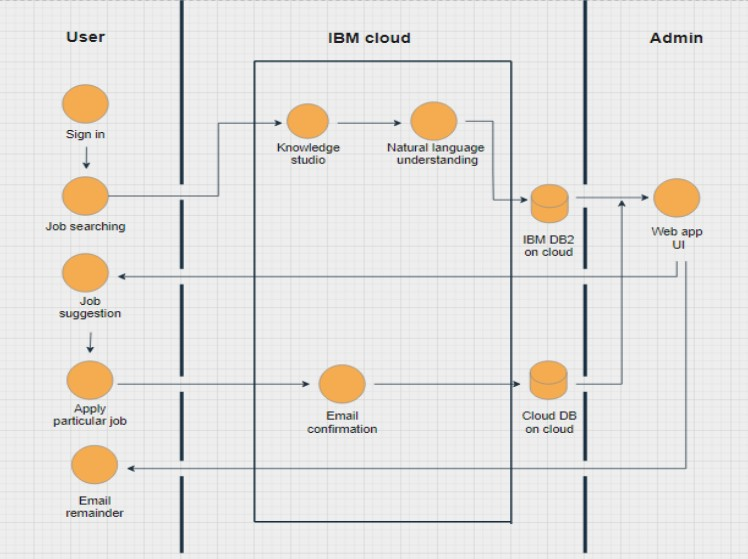 User
IBM cloud
Admin
Sign in
Knowledge
studio
Natural language
understanding
Job searching
IBM DB2
on cloud
Web app
UI
Job
suggestion
Apply
particular job
Email
confirmation
Cloud DB
on cloud
Email
remainder